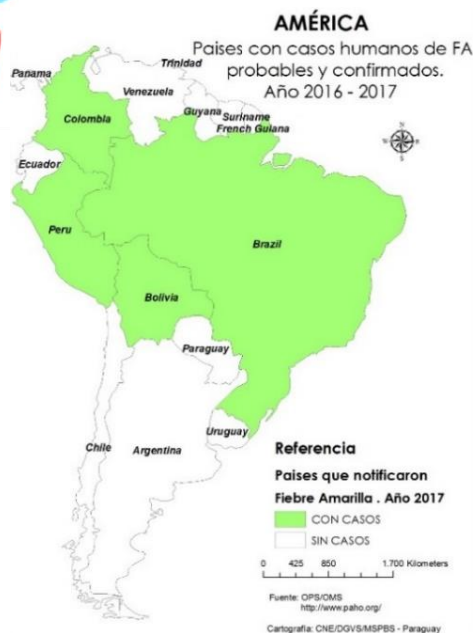 AMÉRICA
Paises con casos humanos de FA
probables y confirmados.
Año 2016 - 2017
Panama
Trinidad
Venezuela
Guyana
Suriname
French Guiana
Colombia
Ecuador
Peru
Brazil
Bolivia
Paraguay
Uruguay
Chile
Argentina
N
S
Referencia
Paises que notificaron
Fiebre Amarilla . Año 2017
CON CASOS
SIN CASOS
0 425 850 1.700 Kilometers
Fuente: OPS/OMS
http://www.paho.org/
Cartografía: CNE/DGVS/MSPBS - Paraguay